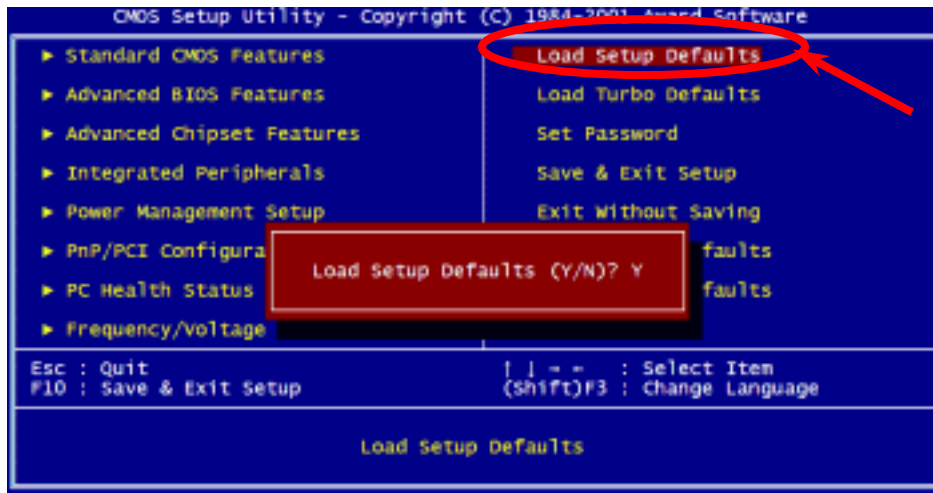 CMOS Setup Utility - Copyright (C) 1984-2001 Award Software
► Standard CMOS Features
► Advanced BIOS Features
► Advanced Chipset Features
► Integrated Peripherals
► Power Management Setup
► PnP/PCI Configura
► PC Health Status
► Frequency/Voltage
Load Setup Defaults
Load Turbo Defaults
Set Password
Save & Exit Setup
Exit Without Saving
faults
faults
Load Setup Defaults (Y/N)? Y
Esc : Quit
F10 : Save & Exit Setup
↑ ↓ → ← : Select Item
(Shift)F3 : Change Language
Load Setup Defaults